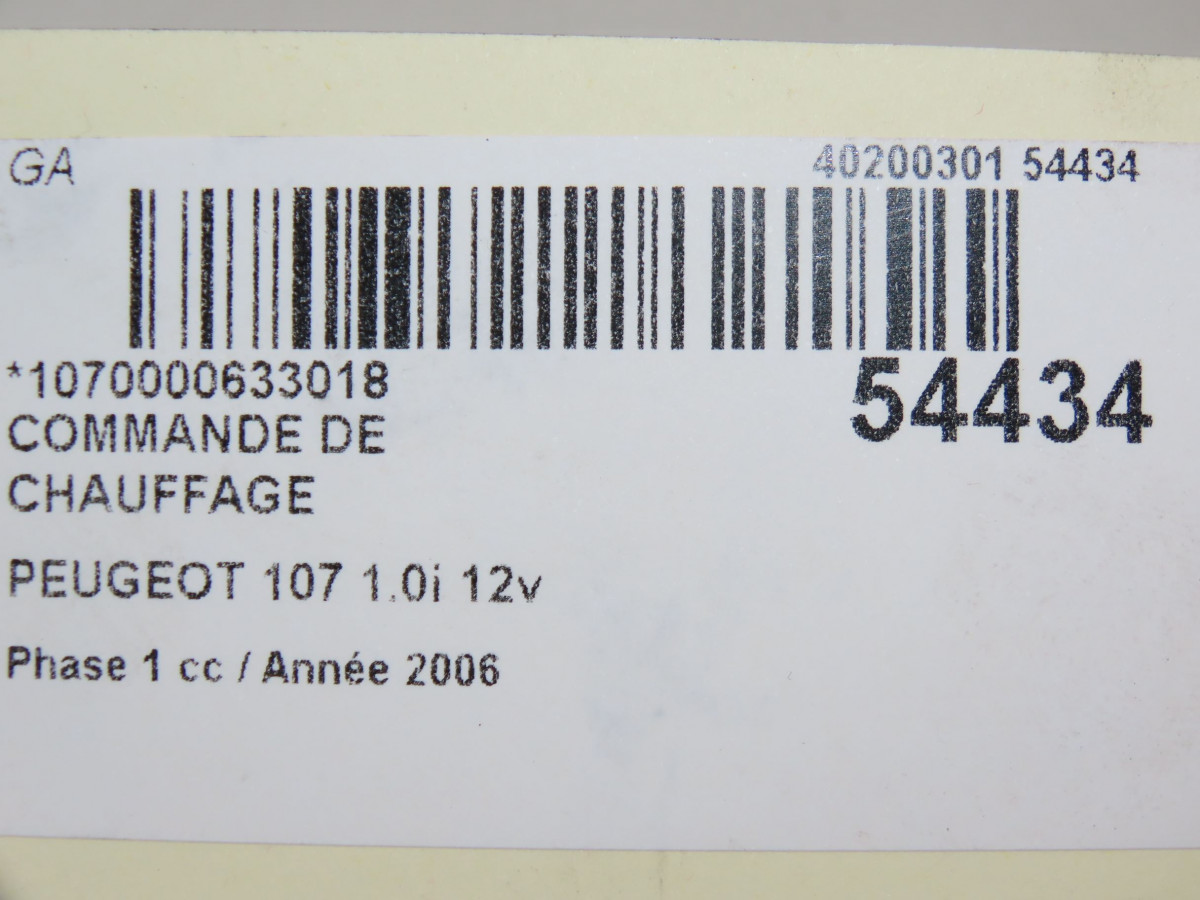 GA 40200301 54434
*1070000633018 54434
COMMANDE DE
CHAUFFAGE
PEUGEOT 107 1.0i 12v
Phase 1 cc / Année 2006